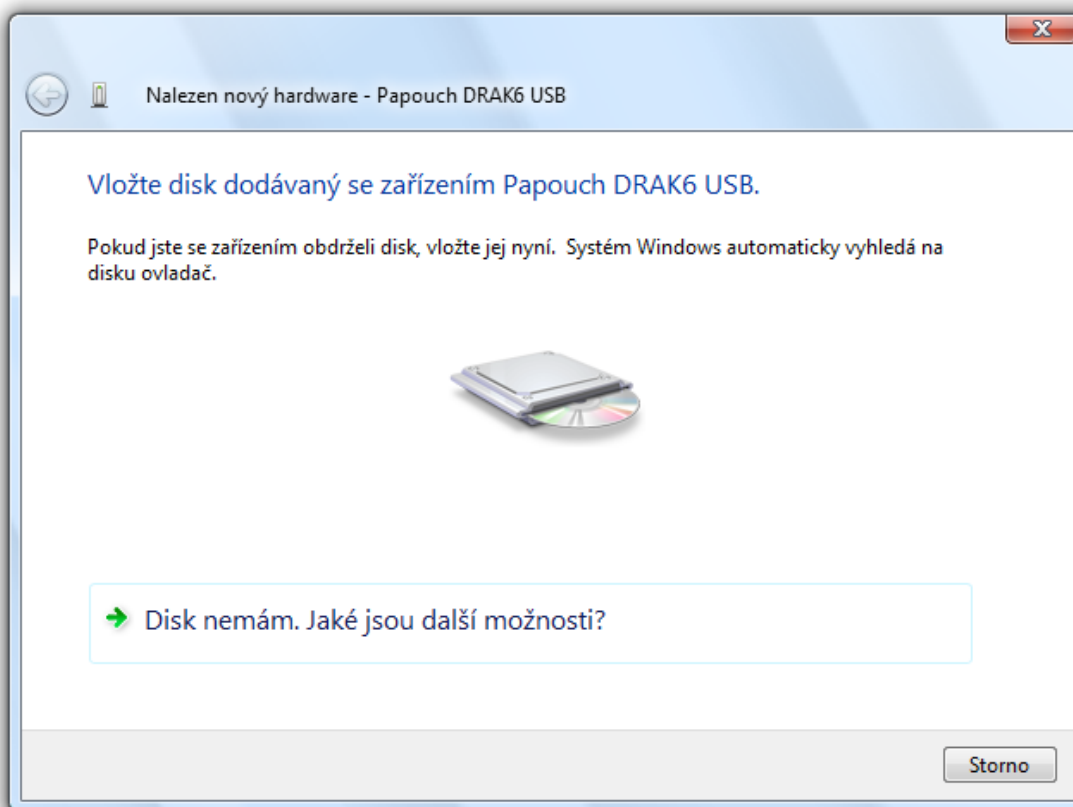 Nalezen nový hardware - Papouch DRAK6 USB
Vložte disk dodávaný se zařízením Papouch DRAK6 USB.
Pokud jste se zařízením obdrželi disk, vložte jej nyní.  Systém Windows automaticky vyhledá na
disku ovladač.
Disk nemám. Jaké jsou další možnosti?
Storno